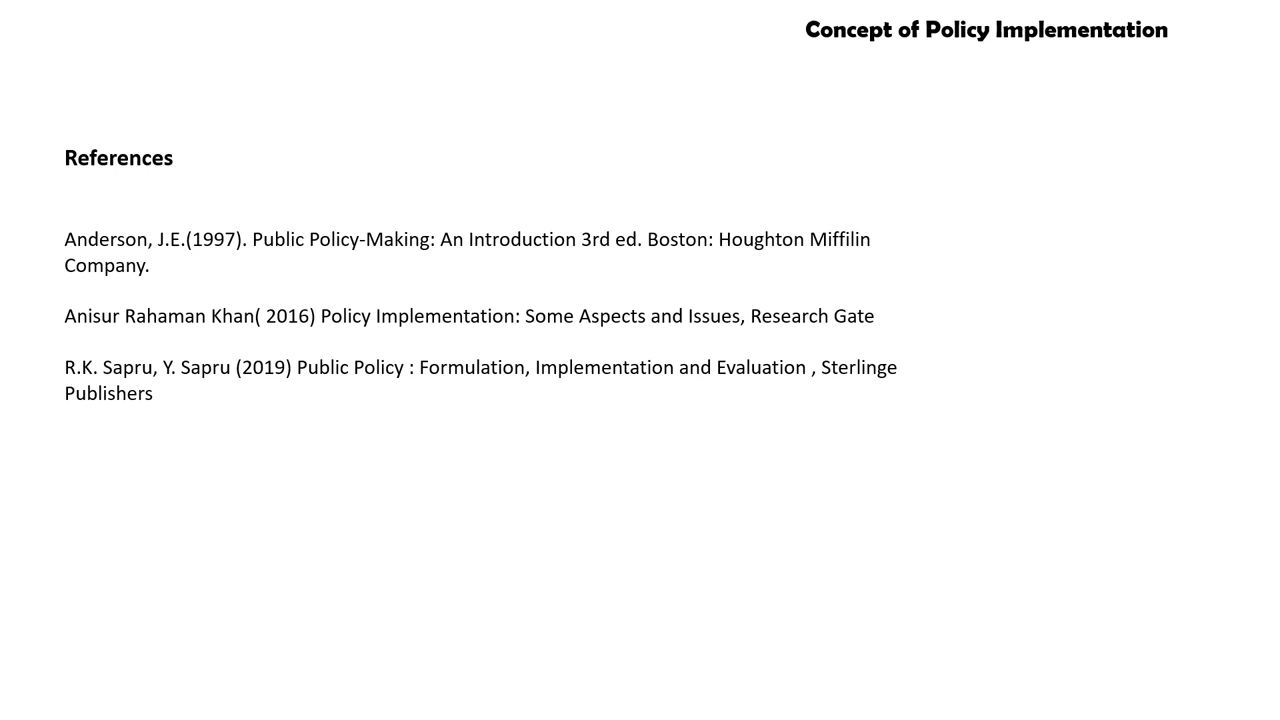 Concept of Policy Implementation
References
Anderson, J.E.(1997). Public Policy-Making: An Introduction 3rd ed. Boston: Houghton Miffilin
Company.
Anisur Rahaman Khan( 2016) Policy Implementation: Some Aspects and Issues, Research Gate
R.K. Sapru, Y. Sapru (2019) Public Policy : Formulation, Implementation and Evaluation , Sterlinge
Publishers